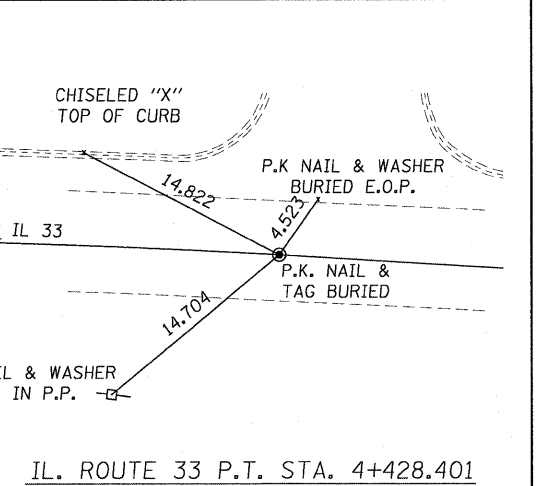 CHISELED "X"
TOP OF CURB
P.K NAIL & WASHER
BURIED E.O.P.
14.822
4.523
IL 33
P.K. NAIL &
TAG BURIED
14.704
IL & WASHER
IN P.P.
IL. ROUTE 33 P.T. STA. 4+428.401